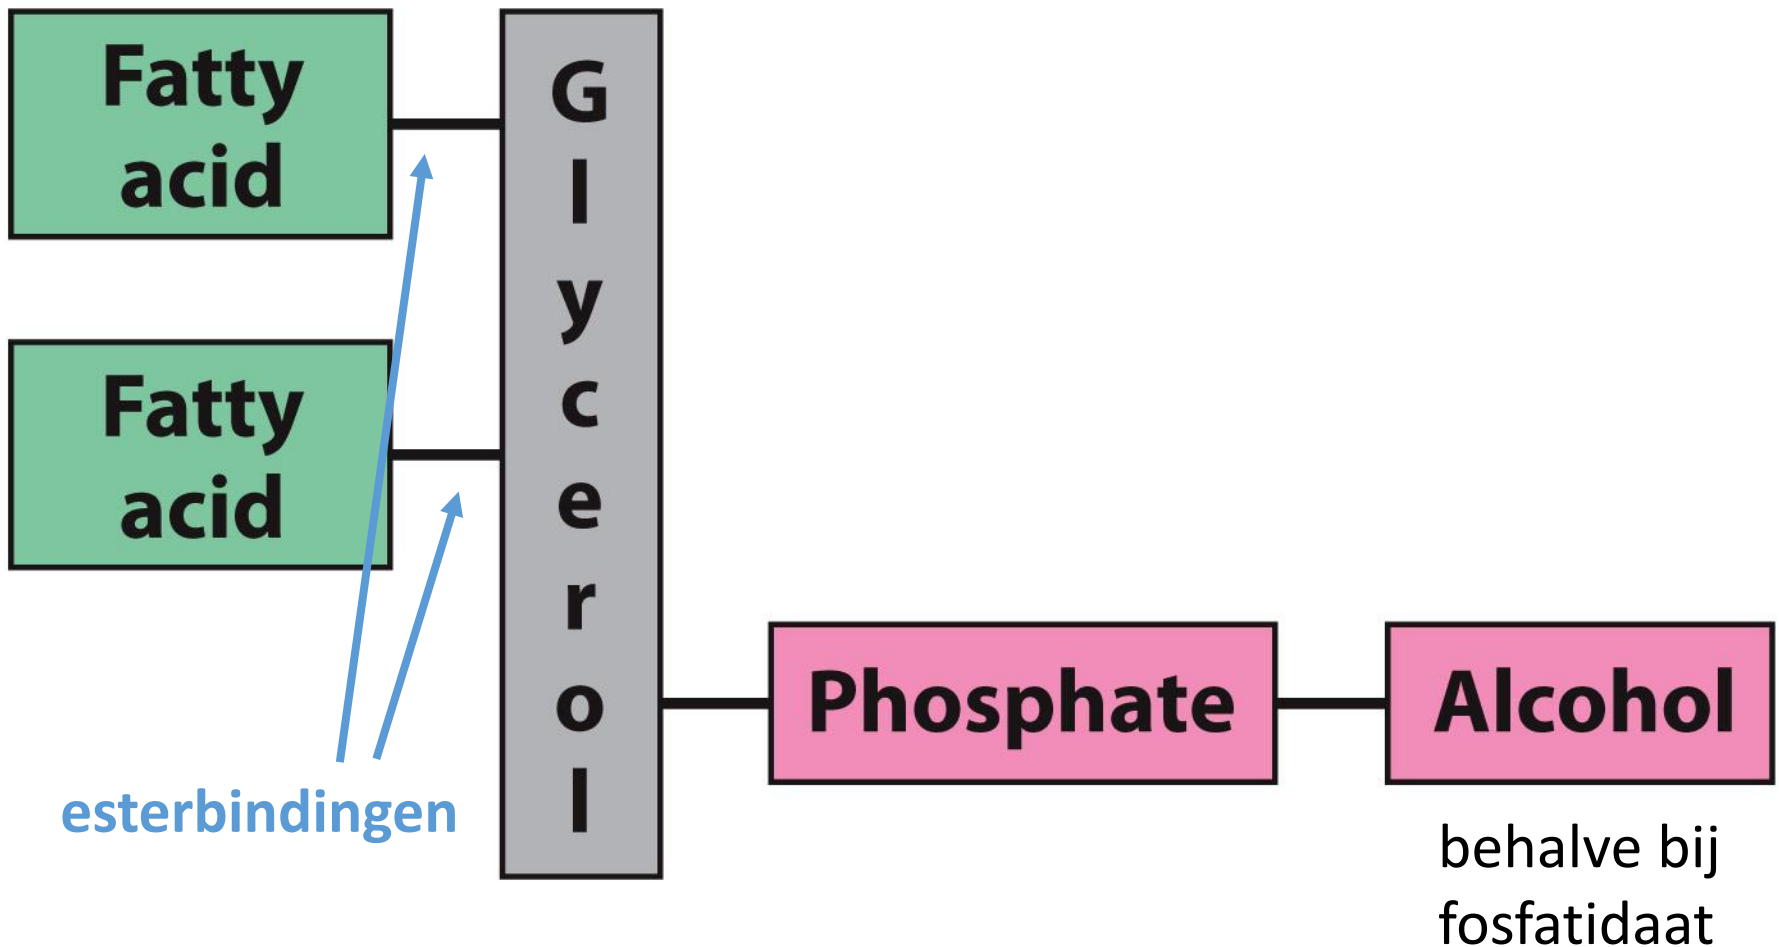 Fatty
acid
Glycerol
Fatty
acid
Phosphate
Alcohol
esterbindingen
behalve bij
fosfatidaat